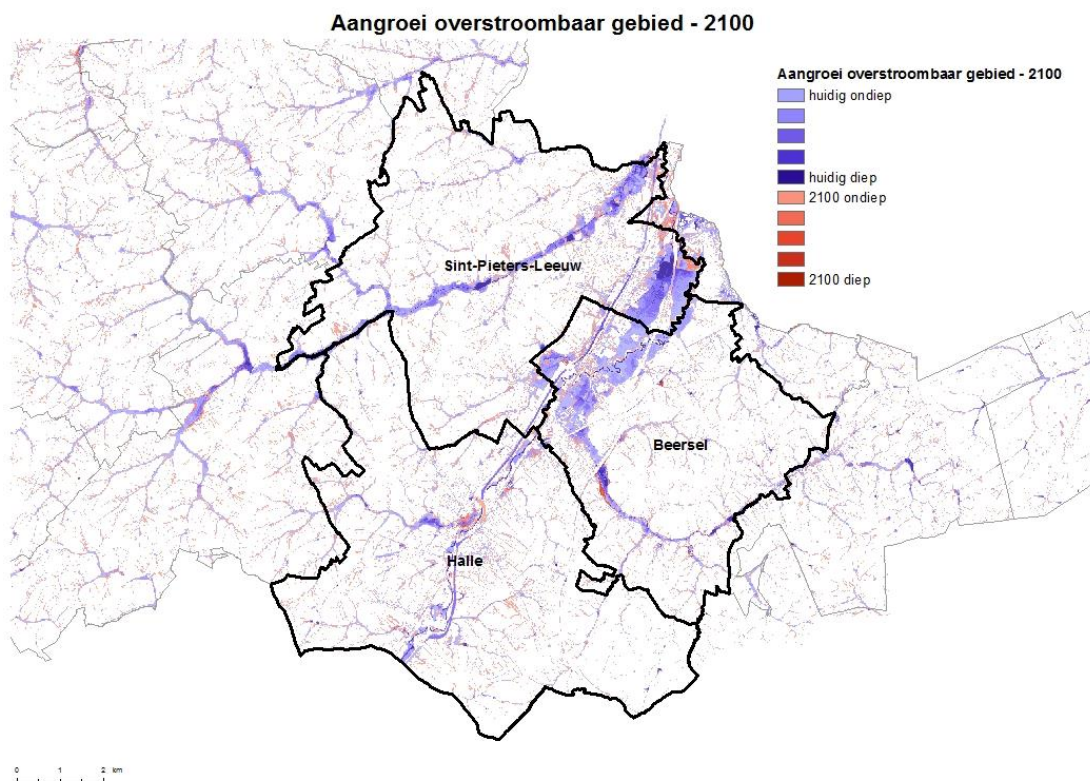 Aangroei overstroombaar gebied - 2100
Aangroei overstroombaar gebied - 2100
huidig ondiep
huidig diep
2100 ondiep
2100 diep
Sint-Pieters-Leeuw
Beersel
Halle
0 1 2 km